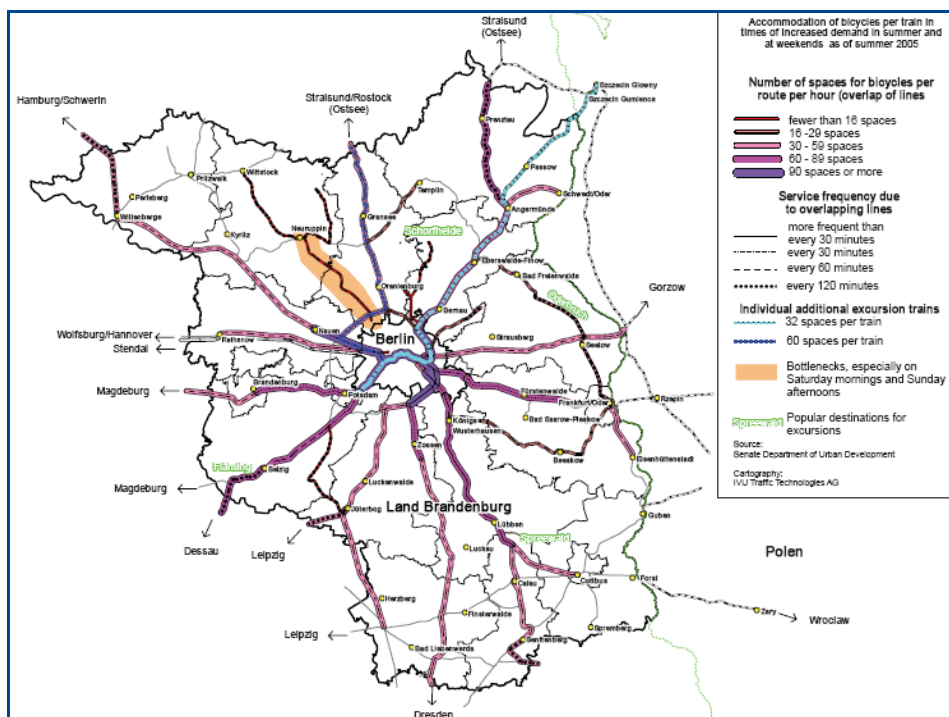 Stralsund
(Ostsee)
Hamburg/Schwerin
Stralsund/Rostock
(Ostsee)
Szczecin Glowny
Szczecin Gumience
Prenzlau
Passow
Schwedt/Oder
Angermünde
Templin
Pritzwalk
Wittstock
Perleberg
Wittenberge
Kyritz
Neuruppin
Gransee
Schorfheide
Eberswalde-Finow
Bad Freienwalde
Oranienburg
Bernau
Oderbruch
Gorzow
Nauen
Berlin
Strausberg
Seelow
Wolfsburg/Hannover
Stendal
Rathenow
Magdeburg
Brandenburg
Potsdam
Fürstenwalde
Frankfurt/Oder
Rzepin
Bad Saarow-Pieskow
Königs
Wusterhausen
Zossen
Beeskow
Eisenhüttenstadt
Fläming
Belzig
Magdeburg
Luckenwalde
Land Brandenburg
Jüterbog
Dessau
Leipzig
Lübben
Spreewald
Guben
Luckau
Polen
Calau
Cottbus
Forst
Herzberg
Finsterwalde
Zary
Wroclaw
Leipzig
Spremberg
Senftenberg
Bad Liebenwerda
Dresden
Accommodation of bicycles per train in
times of increased demand in summer and
at weekends as of summer 2005
Number of spaces for bicycles per
route per hour (overlap of lines
fewer than 16 spaces
16 -29 spaces
30 - 59 spaces
60 - 89 spaces
90 spaces or more
Service frequency due
to overlapping lines
more frequent than
every 30 minutes
every 30 minutes
every 60 minutes
every 120 minutes
Individual additional excursion trains
32 spaces per train
60 spaces per train
Bottlenecks, especially on
Saturday mornings and Sunday
afternoons
Spreewald
Popular destinations for
excursions
Source:
Senate Department of Urban Development
Cartography:
IVU Traffic Technologies AG